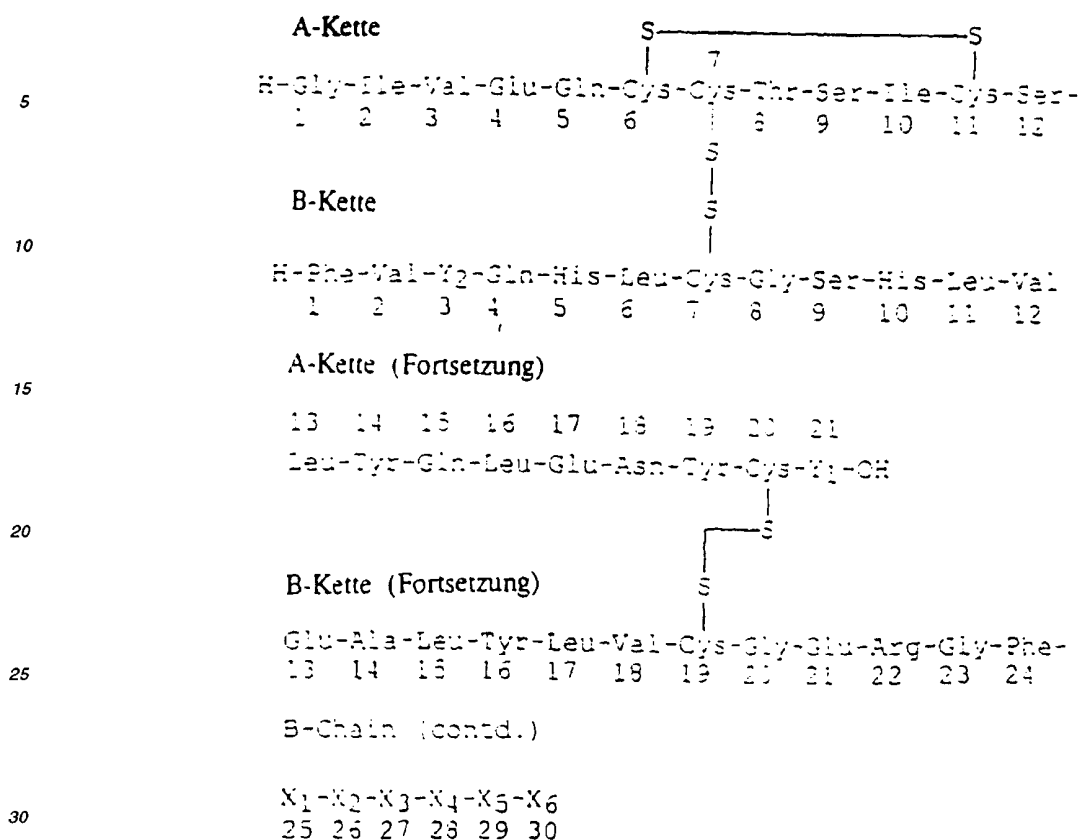 A-Kette
S S
7
5 H-Gly-Ile-Val-Glu-Gln-Cys-Cys-Thr-Ser-Ile-Cys-Ser-
1 2 3 4 5 6 8 9 10 11 12
S
B-Kette
S
10
H-Phe-Val-Y2-Gln-His-Leu-Cys-Gly-Ser-His-Leu-Val
1 2 3 4 5 6 7 8 9 10 11 12
A-Kette (Fortsetzung)
15
13 14 15 16 17 18 19 20 21
Leu-Tyr-Gln-Leu-Glu-Asn-Tyr-Cys-Y1-OH
20 S
B-Kette (Fortsetzung)
S
Glu-Ala-Leu-Tyr-Leu-Val-Cys-Gly-Glu-Arg-Gly-Phe-
25 13 14 15 16 17 18 19 20 21 22 23 24
B-Chain (contd.)
X1-X2-X3-X4-X5-X6
30 25 26 27 28 29 30